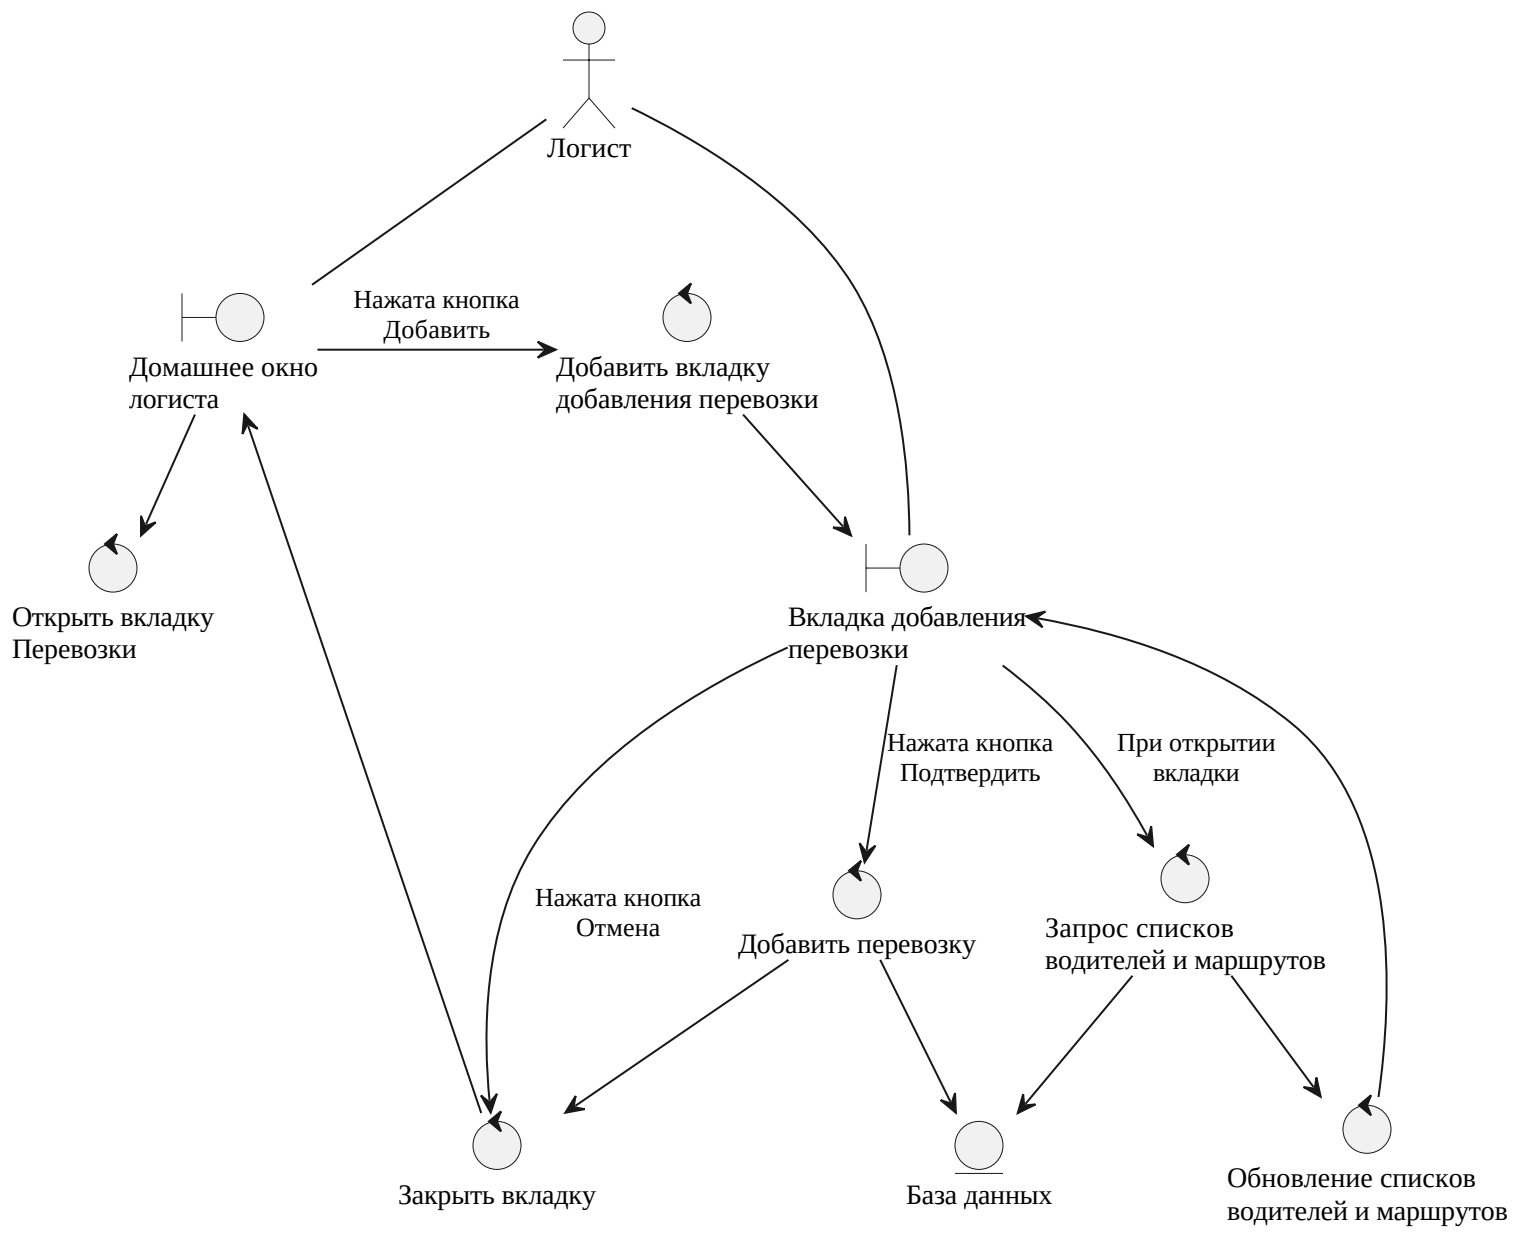 Логист
Нажата кнопка
Добавить
Домашнее окно
логиста
Добавить вкладку
добавления перевозки
Открыть вкладку
Перевозки
Вкладка добавления
перевозки
Нажата кнопка
Подтвердить
При открытии
вкладки
Нажата кнопка
Отмена
Добавить перевозку
Запрос списков
водителей и маршрутов
Закрыть вкладку
База данных
Обновление списков
водителей и маршрутов